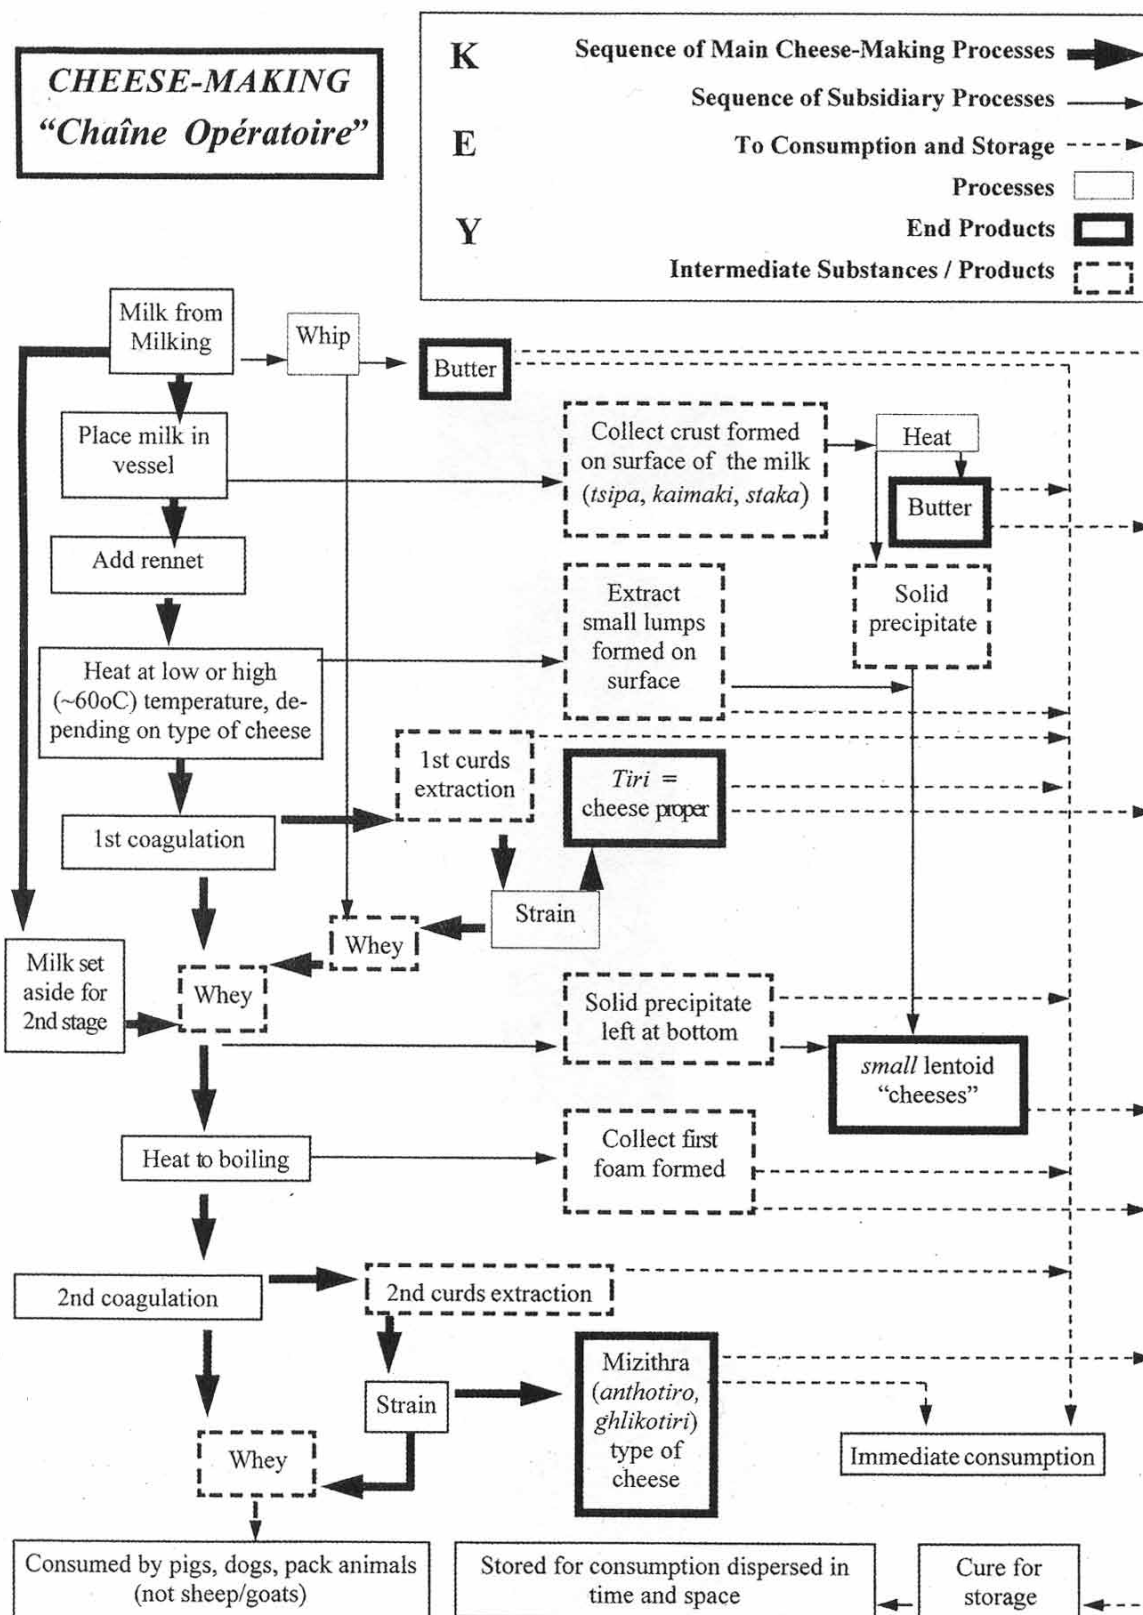 CHEESE-MAKING
“Chaîne Opératoire”
K
E
Y
Sequence of Main Cheese-Making Processes
Sequence of Subsidiary Processes
To Consumption and Storage
Processes
End Products
Intermediate Substances / Products
Milk from
Milking
Whip
Butter
Place milk in
vessel
Collect crust formed
on surface of the milk
(tsipa, kaimaki, staka)
Heat
Butter
Add rennet
Extract
small lumps
formed on
surface
Solid
precipitate
Heat at low or high
(~60oC) temperature, de-
pending on type of cheese
1st curds
extraction
Tiri =
cheese proper
1st coagulation
Strain
Whey
Milk set
aside for
2nd stage
Whey
Solid precipitate
left at bottom
small lentoid
“cheeses”
Heat to boiling
Collect first
foam formed
2nd coagulation
2nd curds extraction
Strain
Mizithra
(anthotiro,
ghlikotiri)
type of
cheese
Whey
Immediate consumption
Consumed by pigs, dogs, pack animals
(not sheep/goats)
Stored for consumption dispersed in
time and space
Cure for
storage